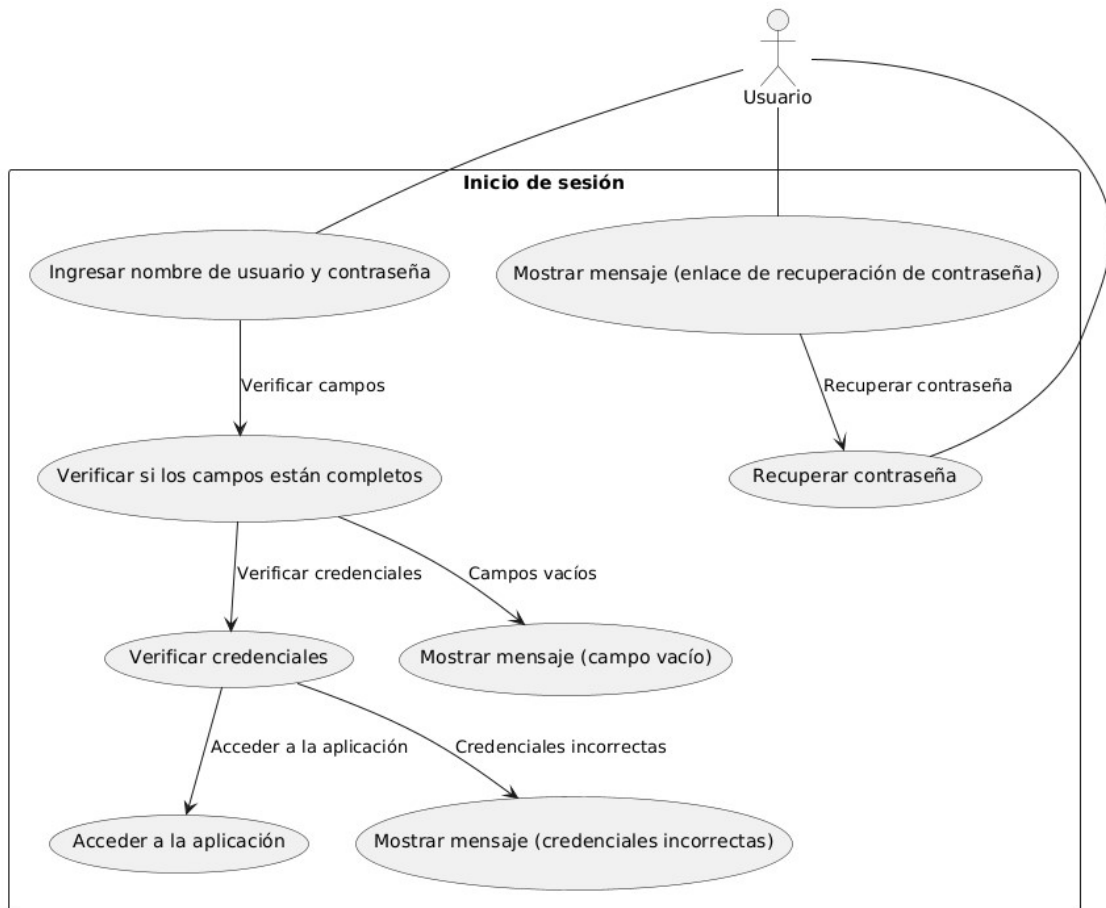 Usuario
Inicio de sesión
Ingresar nombre de usuario y contraseña
Mostrar mensaje (enlace de recuperación de contraseña)
Verificar campos
Recuperar contraseña
Verificar si los campos están completos
Recuperar contraseña
Verificar credenciales
Campos vacíos
Verificar credenciales
Mostrar mensaje (campo vacío)
Acceder a la aplicación
Credenciales incorrectas
Acceder a la aplicación
Mostrar mensaje (credenciales incorrectas)